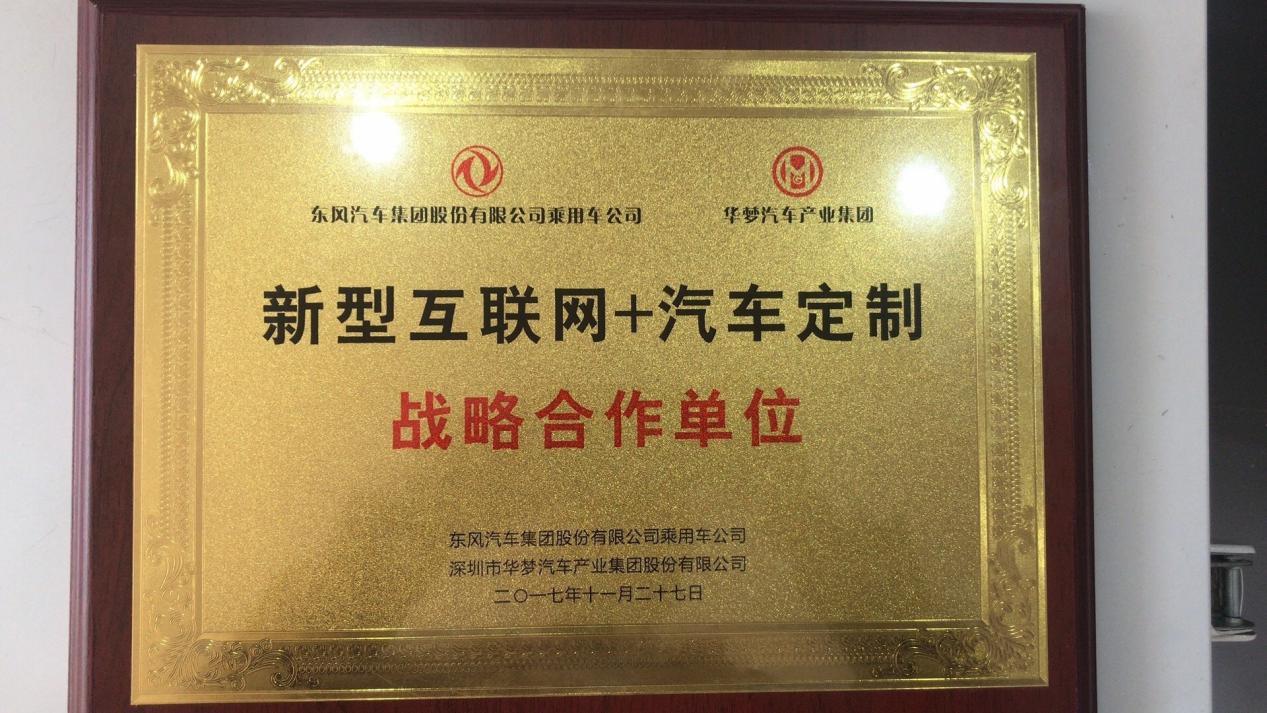 东风汽车集团股份有限公司乘用车公司 华梦汽车产业集团
新型互联网+汽车定制
战略合作单位
东风汽车集团股份有限公司乘用车公司
深圳市华梦汽车产业集团股份有限公司
二〇一七年十一月二十七日